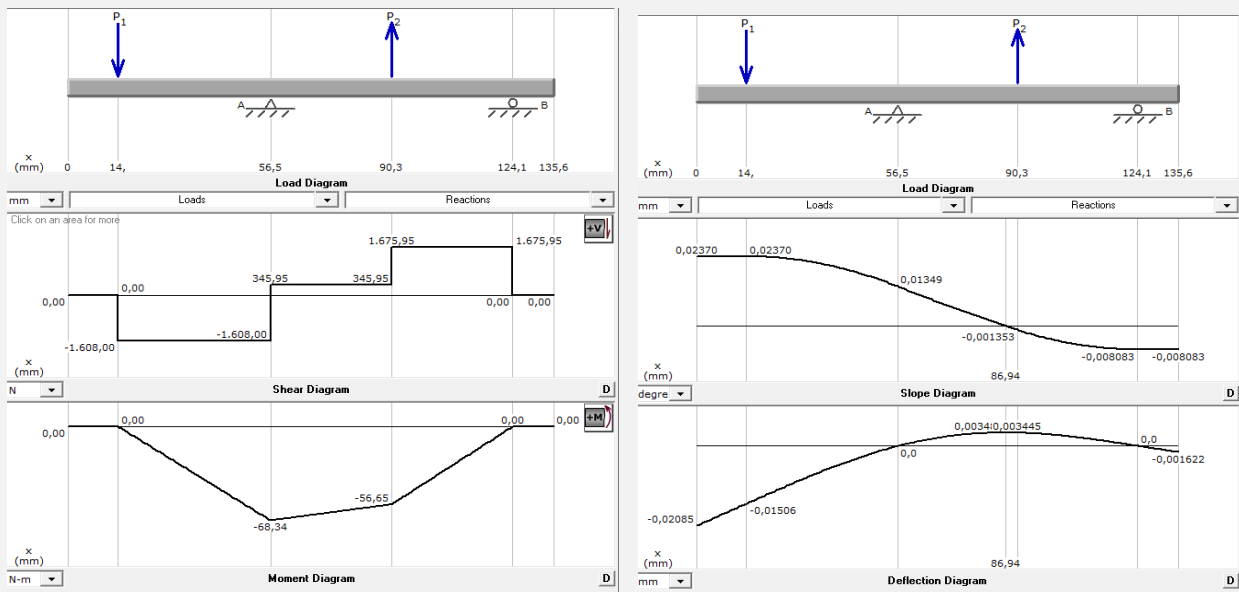 P1
P2
A
B
x
(mm)
0
14,
56,5
90,3
124,1
135,6
Load Diagram
mm
Loads
Reactions
Click on an area for more
+V
1.675,95
1.675,95
345,95
345,95
0,00
0,00
0,00
0,00
-1.608,00
-1.608,00
x
(mm)
N
Shear Diagram
D
+M
0,00
0,00
0,00
0,00
-56,65
-68,34
x
(mm)
N-m
Moment Diagram
D
P1
P2
A
B
x
(mm)
0
14,
56,5
90,3
124,1
135,6
Load Diagram
mm
Loads
Reactions
0,02370
0,02370
0,01349
-0,001353
-0,008083
-0,008083
x
(mm)
86,94
degre
Slope Diagram
D
0,0034
0,003445
0,0
0,0
-0,001622
-0,01506
-0,02085
x
(mm)
86,94
mm
Deflection Diagram
D